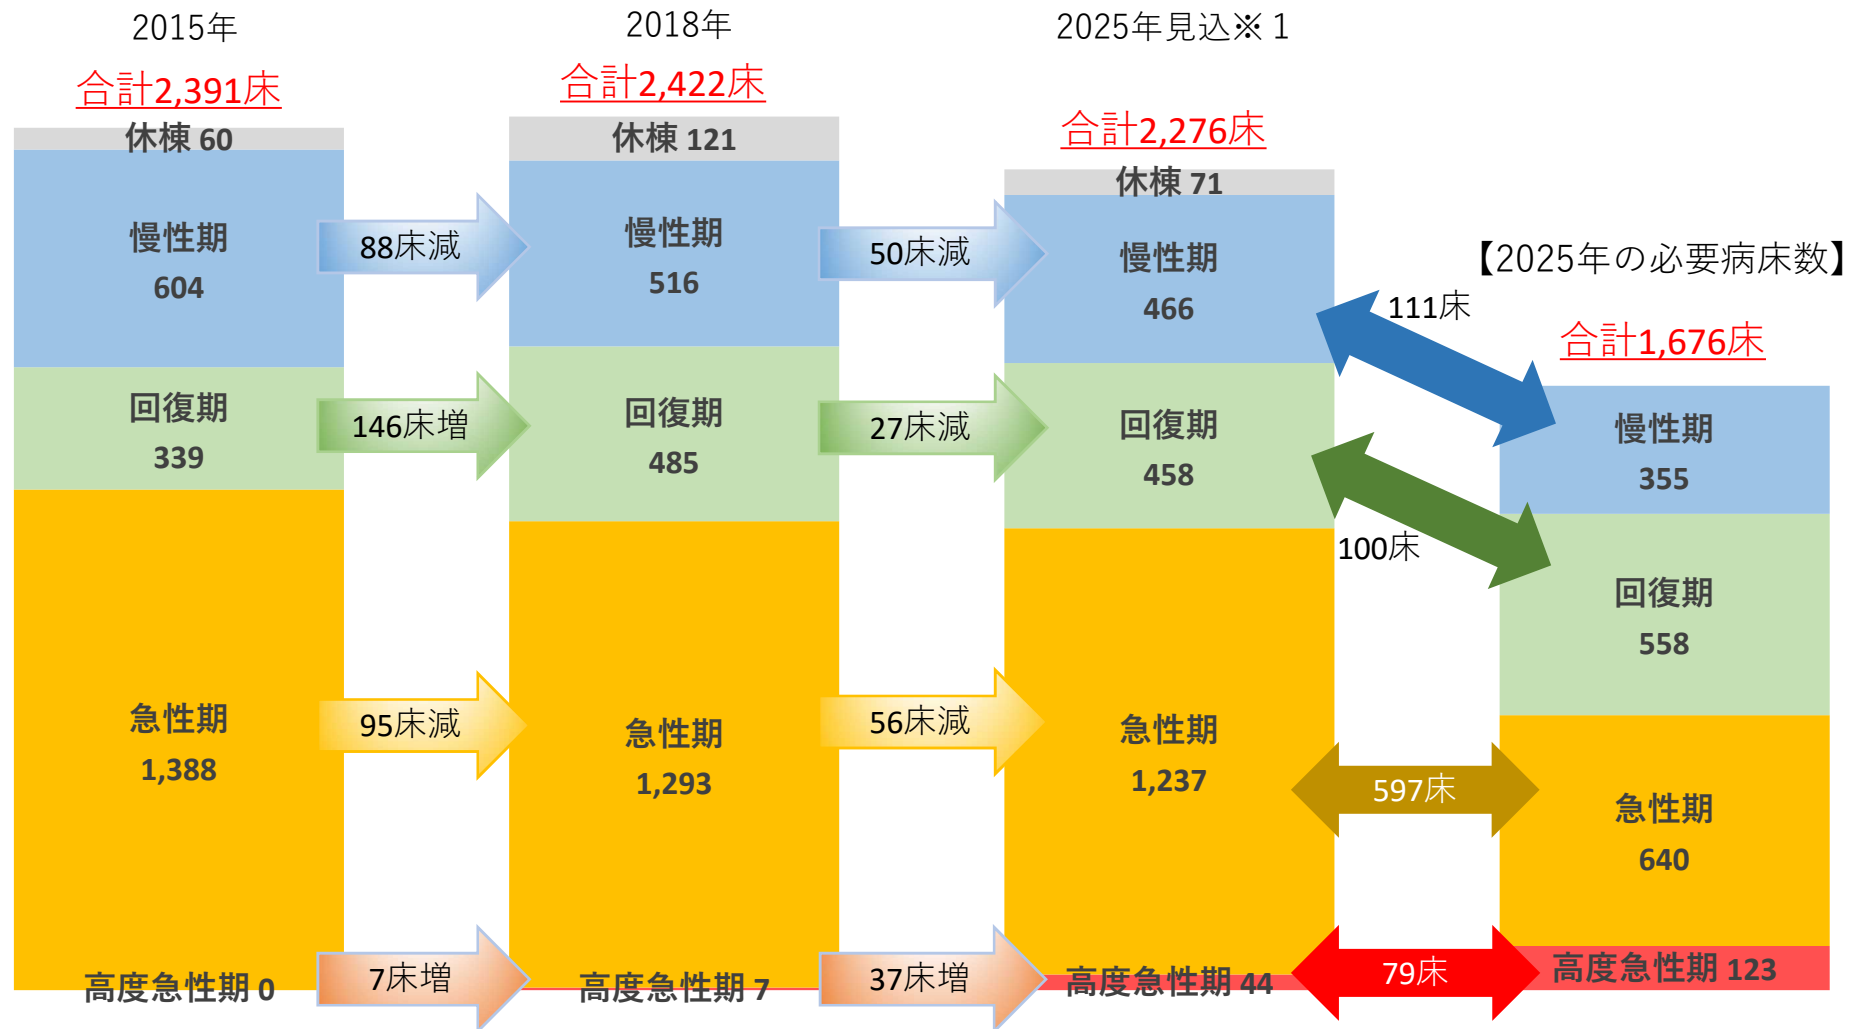 2015年
合計2,391床
休棟 60
慢性期
604
回復期
339
急性期
1,388
高度急性期 0
88床減
146床増
95床減
7床増
2018年
合計2,422床
休棟 121
慢性期
516
回復期
485
急性期
1,293
高度急性期 7
50床減
27床減
56床減
37床増
2025年見込※１
合計2,276床
休棟 71
慢性期
466
回復期
458
急性期
1,237
高度急性期 44
111床
100床
597床
79床
【2025年の必要病床数】
合計1,676床
慢性期
355
回復期
558
急性期
640
高度急性期 123